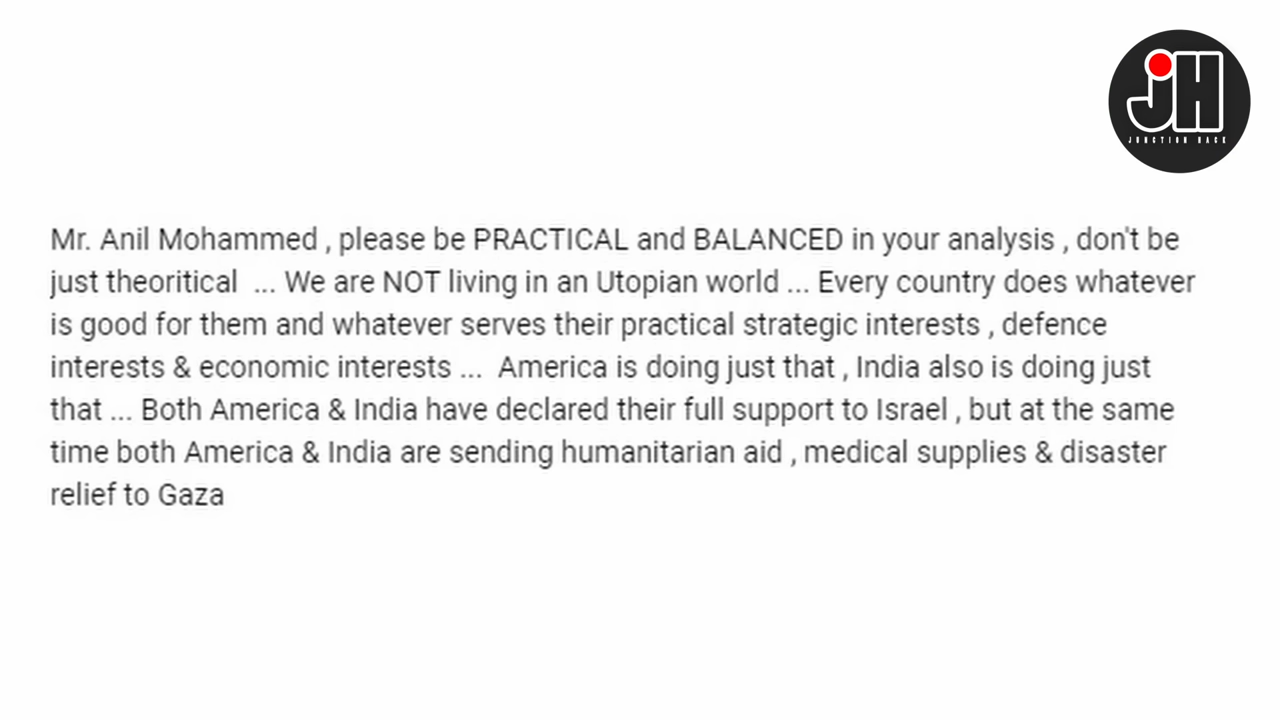 JH
JUNCTION HACK
Mr. Anil Mohammed , please be PRACTICAL and BALANCED in your analysis , don't be
just theoritical  ... We are NOT living in an Utopian world ... Every country does whatever
is good for them and whatever serves their practical strategic interests , defence
interests & economic interests ...  America is doing just that , India also is doing just
that ... Both America & India have declared their full support to Israel , but at the same
time both America & India are sending humanitarian aid , medical supplies & disaster
relief to Gaza